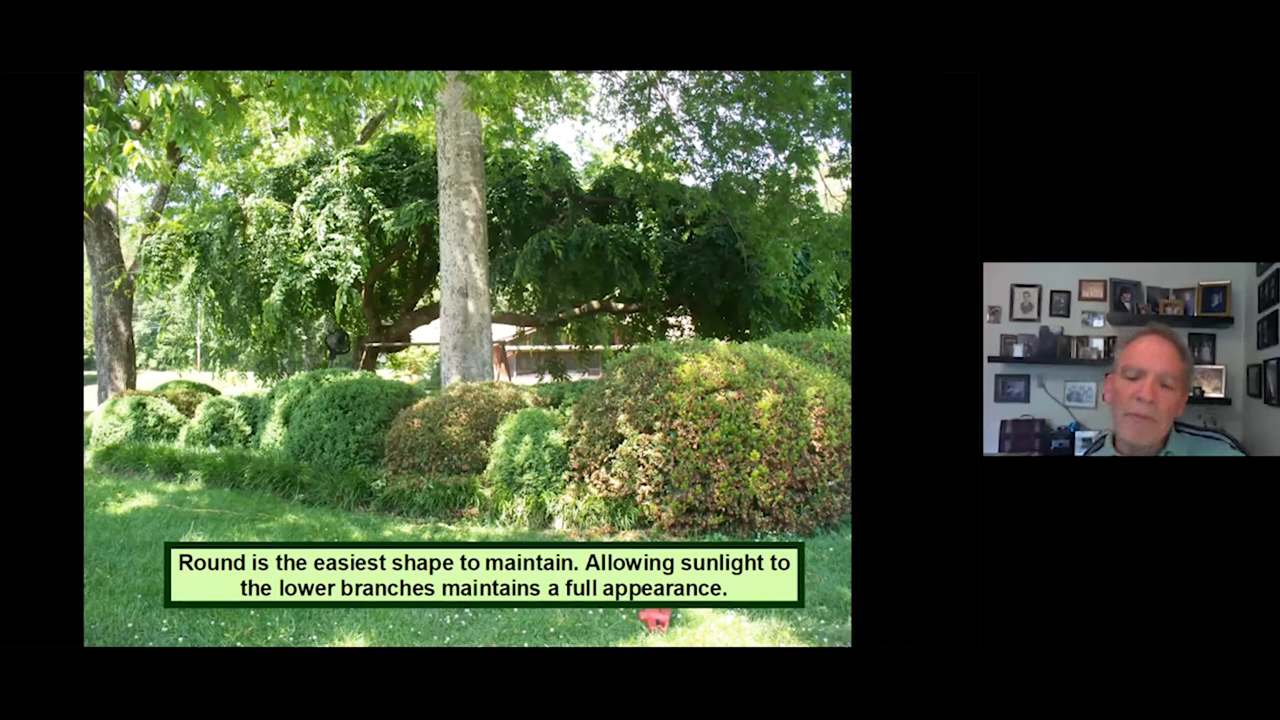 Round is the easiest shape to maintain. Allowing sunlight to
the lower branches maintains a full appearance.